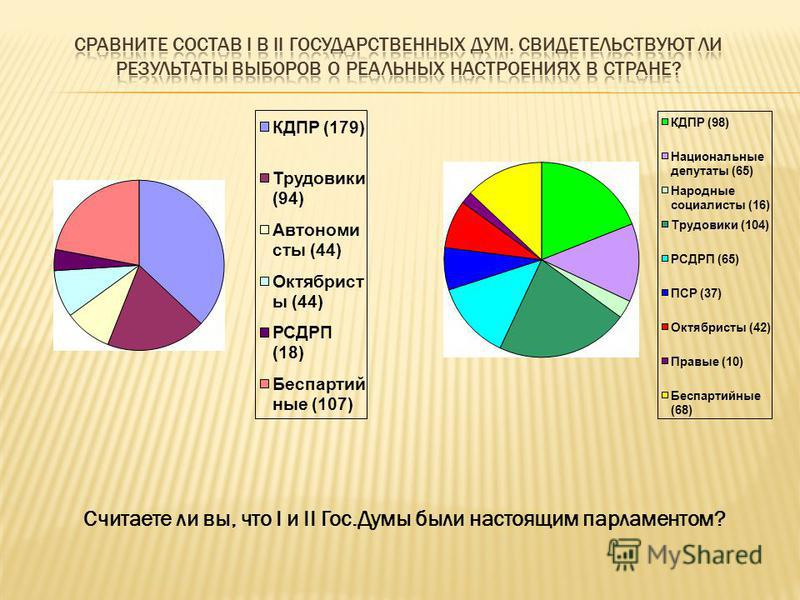 СРАВНИТЕ СОСТАВ I В II ГОСУДАРСТВЕННЫХ ДУМ. СВИДЕТЕЛЬСТВУЮТ ЛИ
РЕЗУЛЬТАТЫ ВЫБОРОВ О РЕАЛЬНЫХ НАСТРОЕНИЯХ В СТРАНЕ?
КДПР (179)
Трудовики
(94)
Автономи
сты (44)
Октябрист
ы (44)
РСДРП
(18)
Беспартий
ные (107)
КДПР (98)
Национальные
депутаты (65)
Народные
социалисты (16)
Трудовики (104)
РСДРП (65)
ПСР (37)
Октябристы (42)
Правые (10)
Беспартийные
(68)
Считаете ли вы, что I и II Гос.Думы были настоящим парламентом?
MyShared